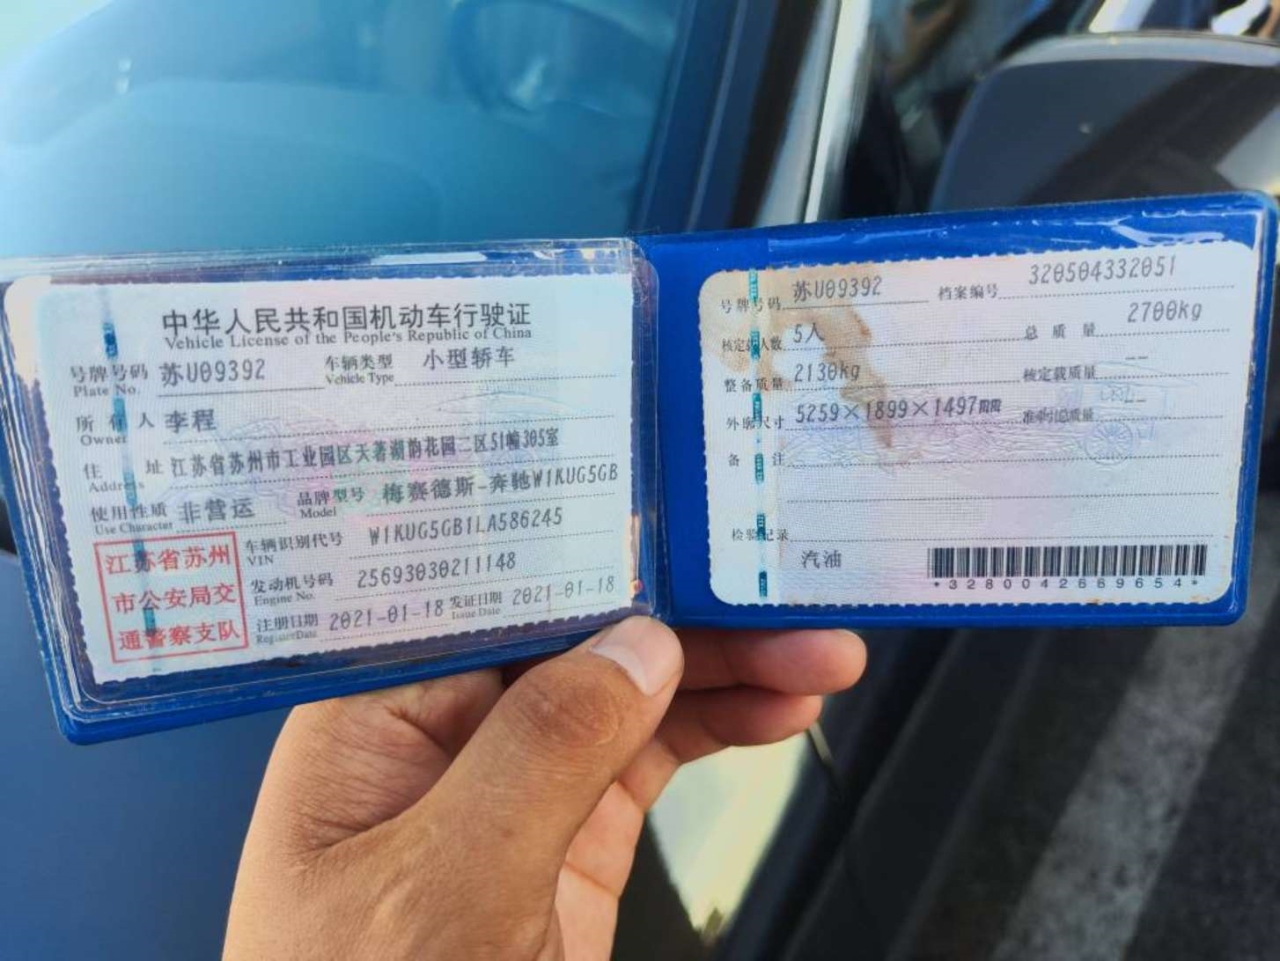 中华人民共和国机动车行驶证
Vehicle License of the People's Republic of China
号牌号码 苏U09392 车辆类型 小型轿车
Plate No. Vehicle Type
所有人 李程
Owner
住址 江苏省苏州市工业园区天著湖韵花园二区51幢305室
Address
使用性质 非营运 品牌型号 梅赛德斯-奔驰W1KUG5GB
Use Character Model
江苏省苏州
市公安局交
通警察支队
车辆识别代号 W1KUG5GB1LA586245
VIN
发动机号码 25693030211148
Engine No.
注册日期 2021-01-18 发证日期 2021-01-18
Register Date Issue Date
号牌号码 苏U09392 档案编号 320504332051
核定载人数 5人 总质量 2700kg
整备质量 2130kg 核定载质量 --
外廓尺寸 5259×1899×1497mm 准牵引总质量 --
备注
检验记录
汽油
*3280042669654*